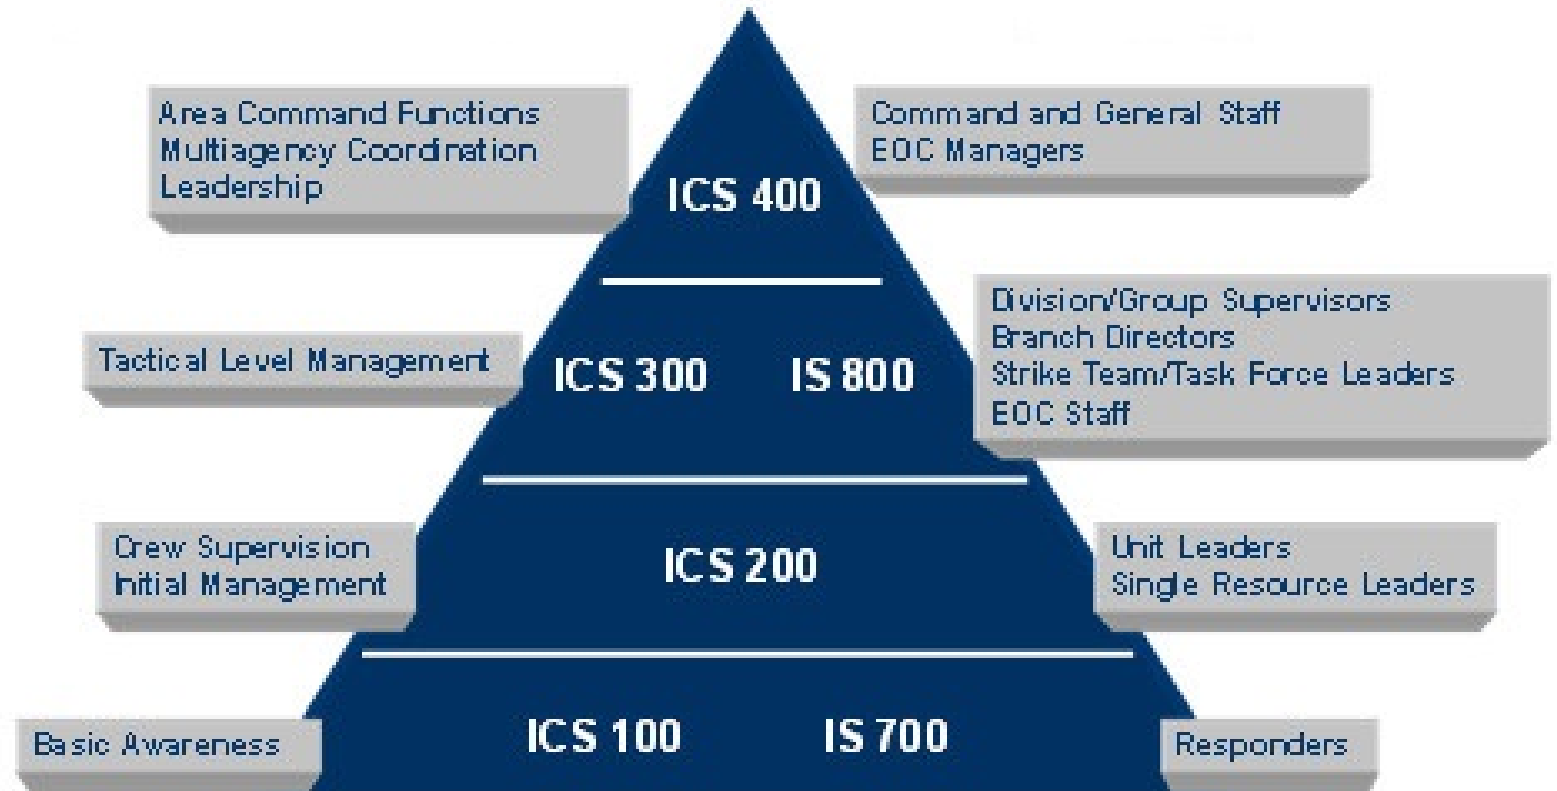 Area Command Functions
Multiagency Coordination
Leadership
ICS 400
Command and General Staff
EOC Managers
Tactical Level Management
ICS 300 IS 800
Division/Group Supervisors
Branch Directors
Strike Team/Task Force Leaders
EOC Staff
Crew Supervision
Initial Management
ICS 200
Unit Leaders
Single Resource Leaders
Basic Awareness
ICS 100 IS 700
Responders